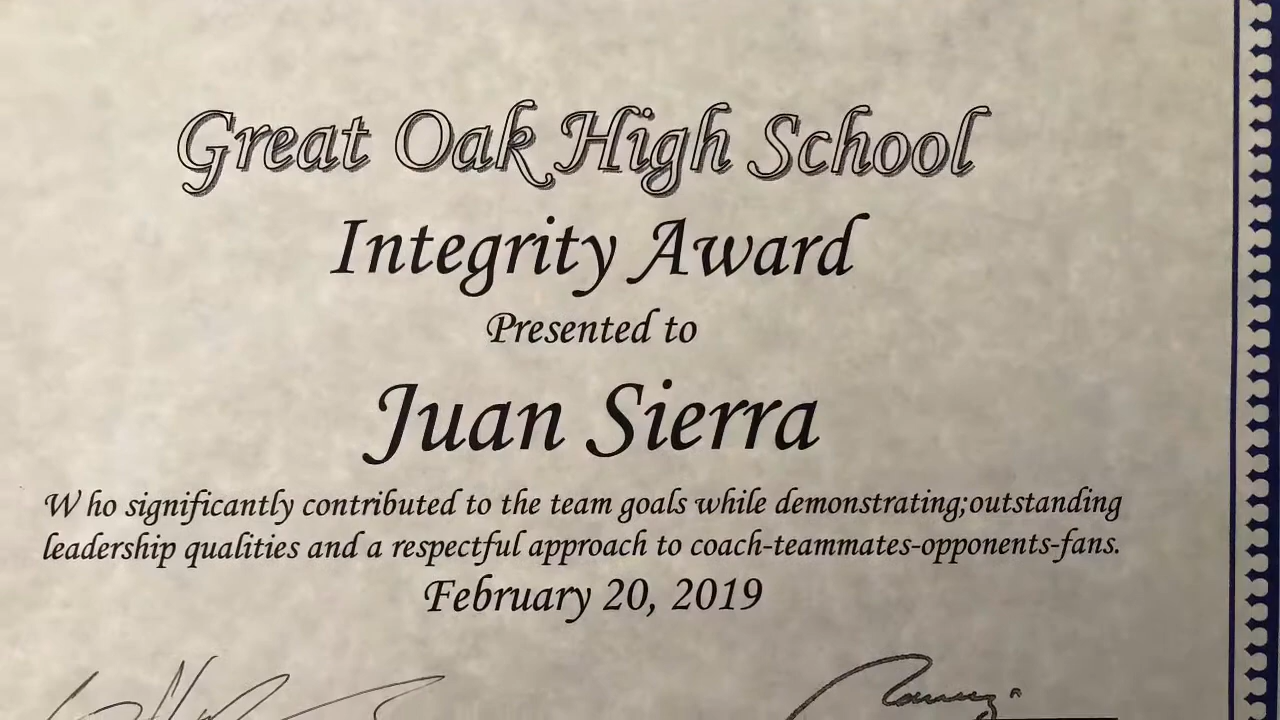 Great Oak High School
Integrity Award
Presented to
Juan Sierra
Who significantly contributed to the team goals while demonstrating;outstanding
leadership qualities and a respectful approach to coach-teammates-opponents-fans.
February 20, 2019